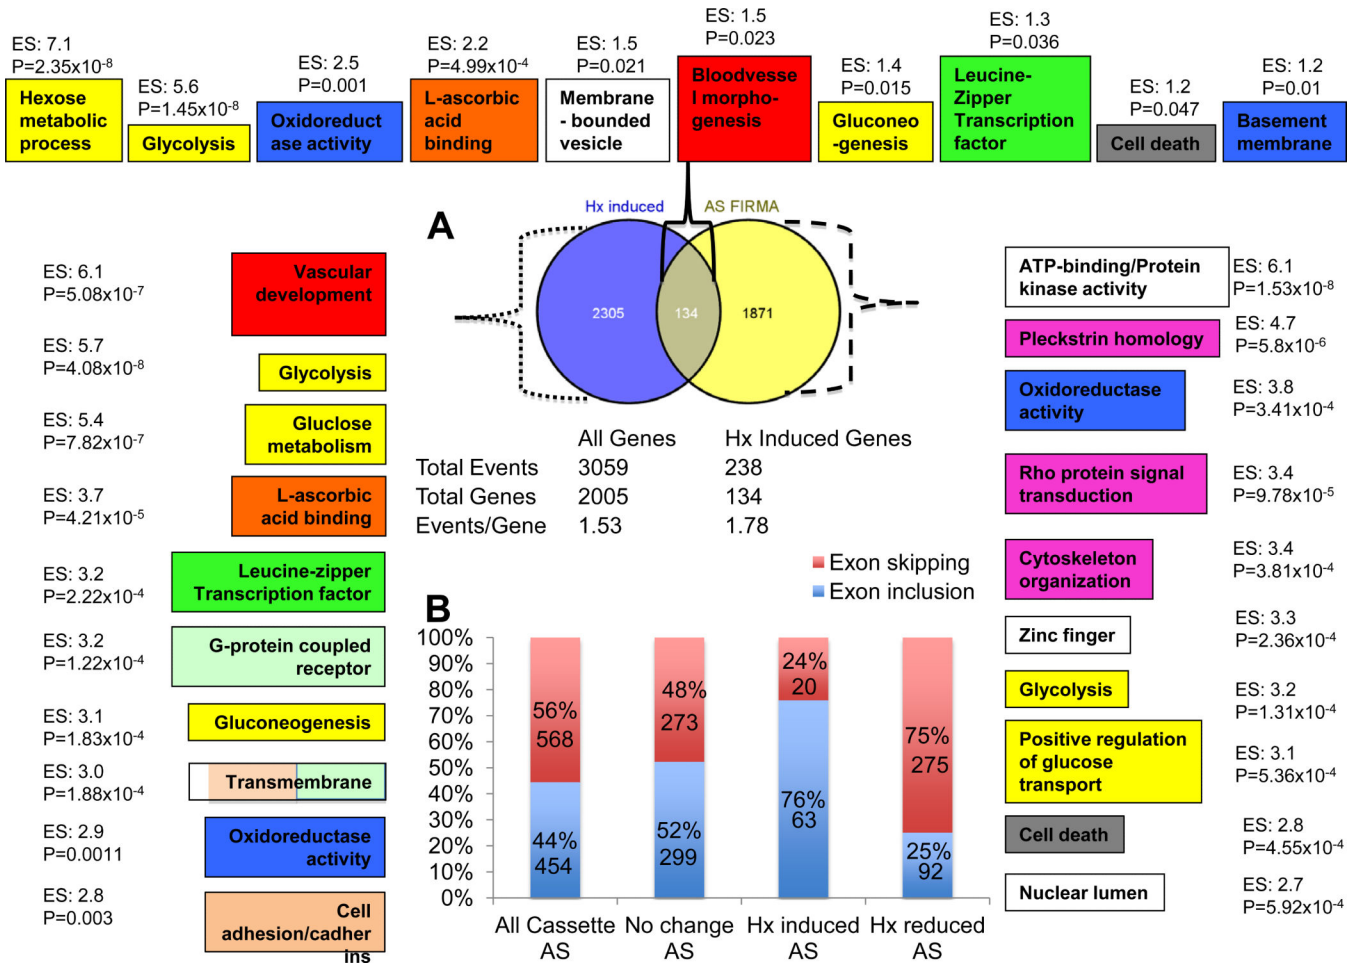 ES: 7.1
P=2.35x10-8
Hexose
metabolic
process
ES: 5.6
P=1.45x10-8
Glycolysis
ES: 2.5
P=0.001
Oxidoreduct
ase activity
ES: 2.2
P=4.99x10-4
L-ascorbic
acid
binding
ES: 1.5
P=0.021
Membrane
- bounded
vesicle
ES: 1.5
P=0.023
Bloodvesse
l morpho-
genesis
ES: 1.4
P=0.015
Gluconeo
-genesis
ES: 1.3
P=0.036
Leucine-
Zipper
Transcription
factor
ES: 1.2
P=0.047
Cell death
ES: 1.2
P=0.01
Basement
membrane
A
Hx induced
AS FIRMA
2305
134
1871
ES: 6.1
P=5.08x10-7
Vascular
development
ES: 5.7
P=4.08x10-8
Glycolysis
ES: 5.4
P=7.82x10-7
Gluclose
metabolism
ES: 3.7
P=4.21x10-5
L-ascorbic
acid binding
ES: 3.2
P=2.22x10-4
Leucine-zipper
Transcription factor
ES: 3.2
P=1.22x10-4
G-protein coupled
receptor
ES: 3.1
P=1.83x10-4
Gluconeogenesis
ES: 3.0
P=1.88x10-4
Transmembrane
ES: 2.9
P=0.0011
Oxidoreductase
activity
ES: 2.8
P=0.003
Cell
adhesion/cadher
ins
All Genes Hx Induced Genes
Total Events 3059 238
Total Genes 2005 134
Events/Gene 1.53 1.78
B
Exon skipping
Exon inclusion
100%
90%
80%
70%
60%
50%
40%
30%
20%
10%
0%
56%
568
44%
454
48%
273
52%
299
24%
20
76%
63
75%
275
25%
92
All Cassette
AS
No change
AS
Hx induced
AS
Hx reduced
AS
ATP-binding/Protein
kinase activity
ES: 6.1
P=1.53x10-8
Pleckstrin homology
ES: 4.7
P=5.8x10-6
Oxidoreductase
activity
ES: 3.8
P=3.41x10-4
Rho protein signal
transduction
ES: 3.4
P=9.78x10-5
Cytoskeleton
organization
ES: 3.4
P=3.81x10-4
Zinc finger
ES: 3.3
P=2.36x10-4
Glycolysis
ES: 3.2
P=1.31x10-4
Positive regulation
of glucose
transport
ES: 3.1
P=5.36x10-4
Cell death
ES: 2.8
P=4.55x10-4
Nuclear lumen
ES: 2.7
P=5.92x10-4